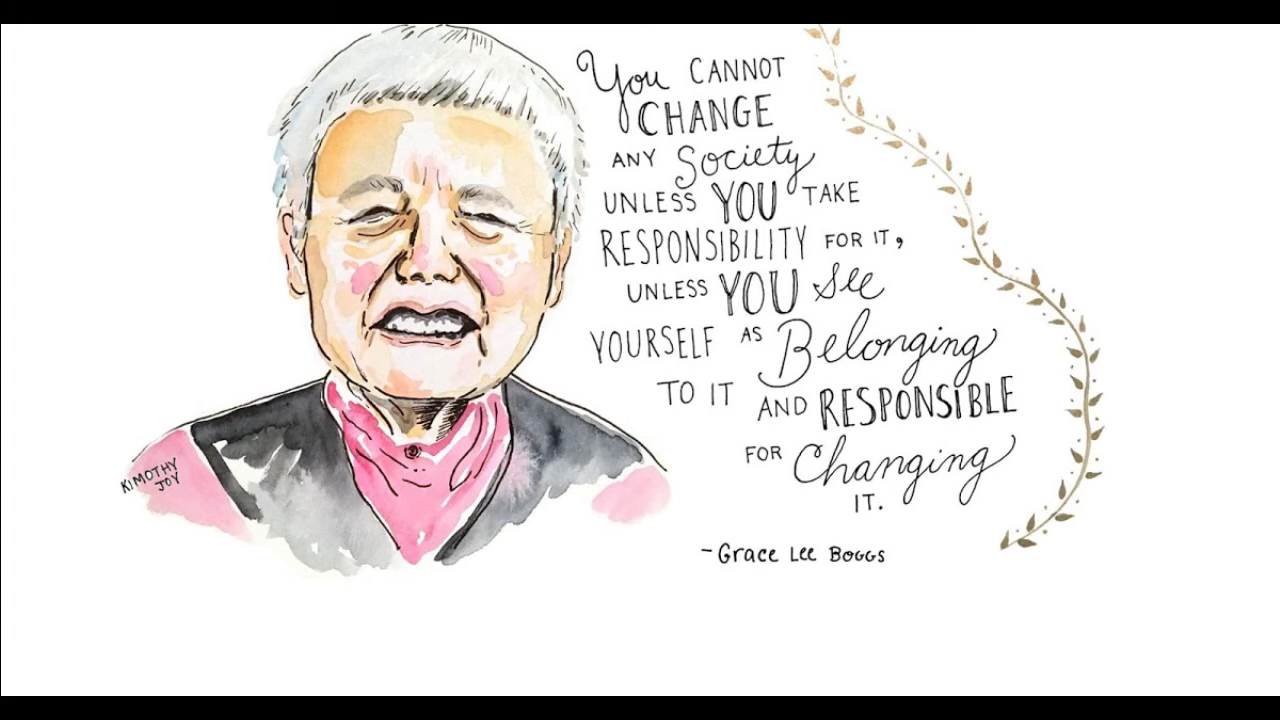 You CANNOT
CHANGE
ANY Society
UNLESS YOU TAKE
RESPONSIBILITY FOR IT,
UNLESS YOU See
YOURSELF AS Belonging
TO IT AND RESPONSIBLE
FOR Changing
IT.
-Grace Lee Boggs
KIMOTHY
JOY